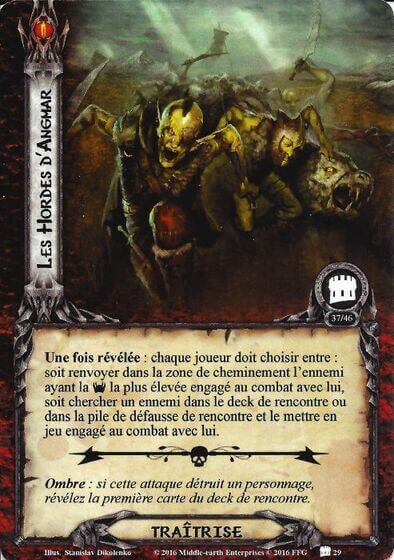 LES HORDES D'ANGMAR
37/46
Une fois révélée : chaque joueur doit choisir entre :
soit renvoyer dans la zone de cheminement l'ennemi
ayant la la plus élevée engagé au combat avec lui,
soit chercher un ennemi dans le deck de rencontre ou
dans la pile de défausse de rencontre et le mettre en
jeu engagé au combat avec lui.
Ombre : si cette attaque détruit un personnage,
révélez la première carte du deck de rencontre.
TRAÎTRISE
Illus. Stanislav Dikolenko © 2016 Middle-earth Enterprises © 2016 FFG 29